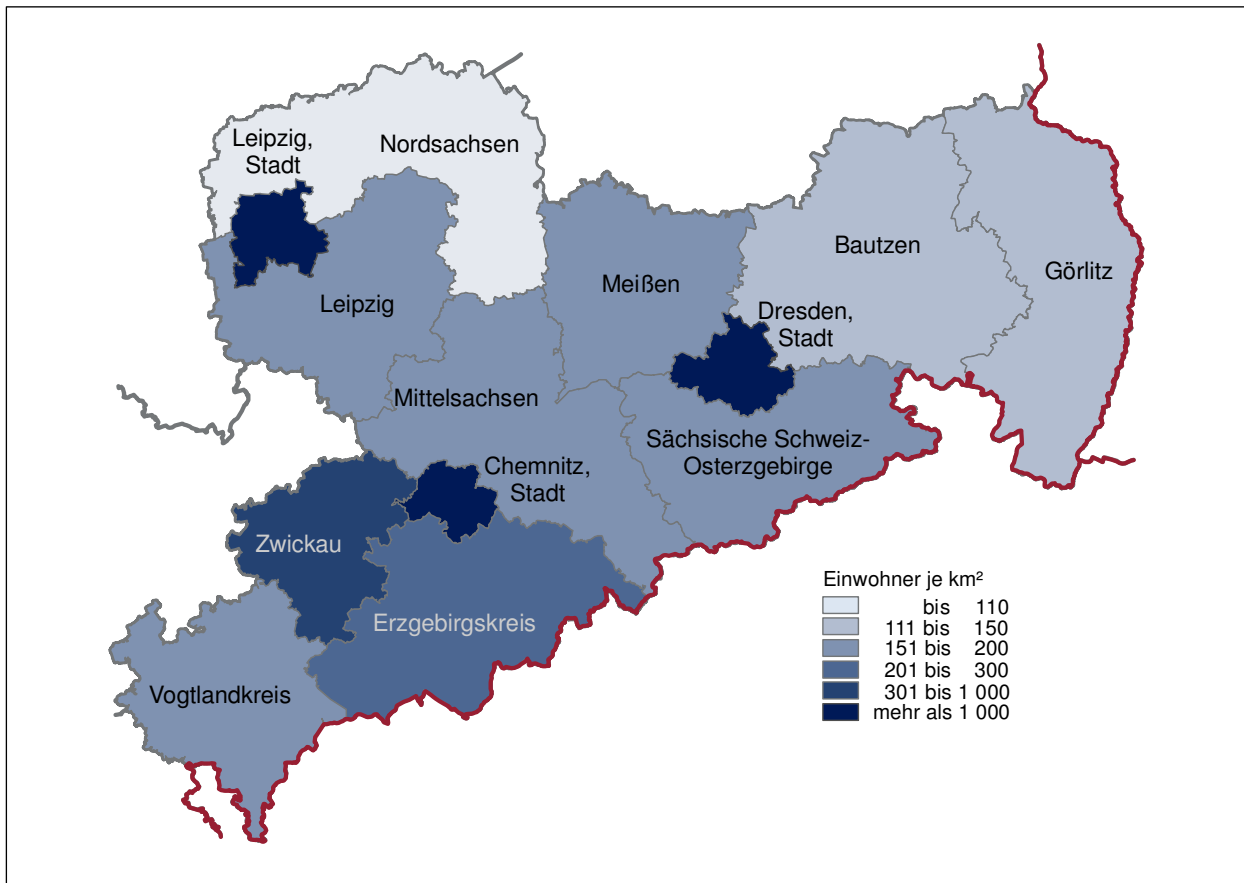 Leipzig,
Stadt
Nordsachsen
Bautzen
Görlitz
Meißen
Leipzig
Dresden,
Stadt
Mittelsachsen
Sächsische Schweiz-
Osterzgebirge
Chemnitz,
Stadt
Zwickau
Erzgebirgskreis
Vogtlandkreis
Einwohner je km²
bis 110
111 bis 150
151 bis 200
201 bis 300
301 bis 1 000
mehr als 1 000